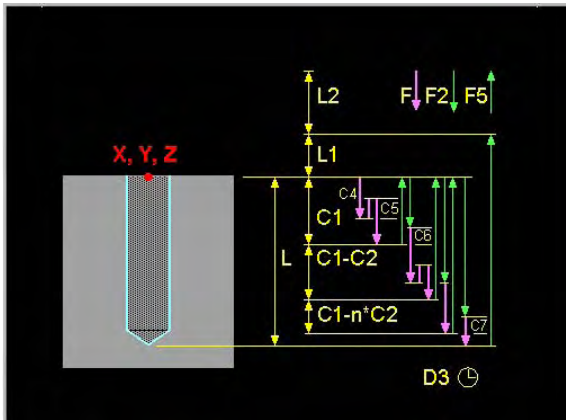 L2
F F2 F5
X, Y, Z
L1
C4
C5
C1
C6
L
C1-C2
C1-n*C2
C7
D3